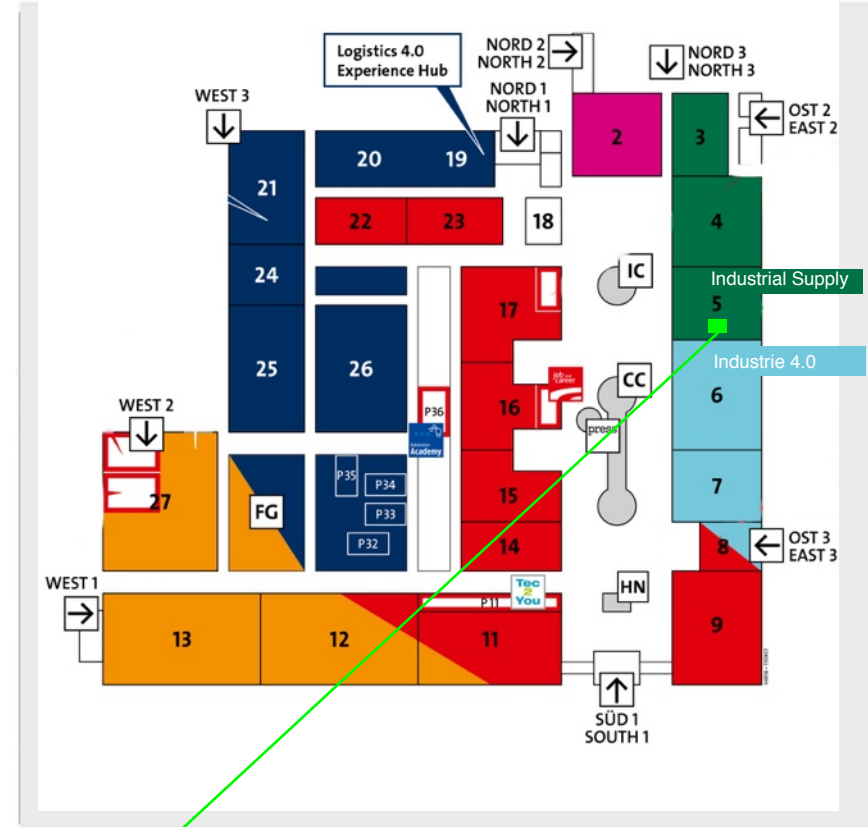 Logistics 4.0
Experience Hub
NORD 2
NORTH 2
NORD 3
NORTH 3
NORD 1
NORTH 1
WEST 3
OST 2
EAST 2
2
3
20
19
21
22
23
18
4
IC
24
Industrial Supply
5
17
Industrie 4.0
25
26
CC
job and
career
6
WEST 2
P36
16
press
Academy
27
P35
P34
15
7
FG
P33
P32
14
8
OST 3
EAST 3
WEST 1
Tec
2
You
HN
P11
13
12
11
9
SÜD 1
SOUTH 1